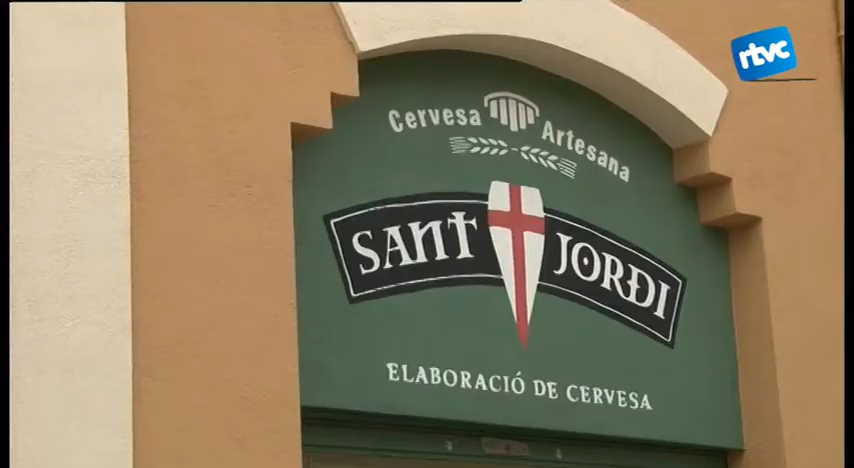 rtvc
Cervesa Artesana
SANT JORDI
ELABORACIÓ DE CERVESA